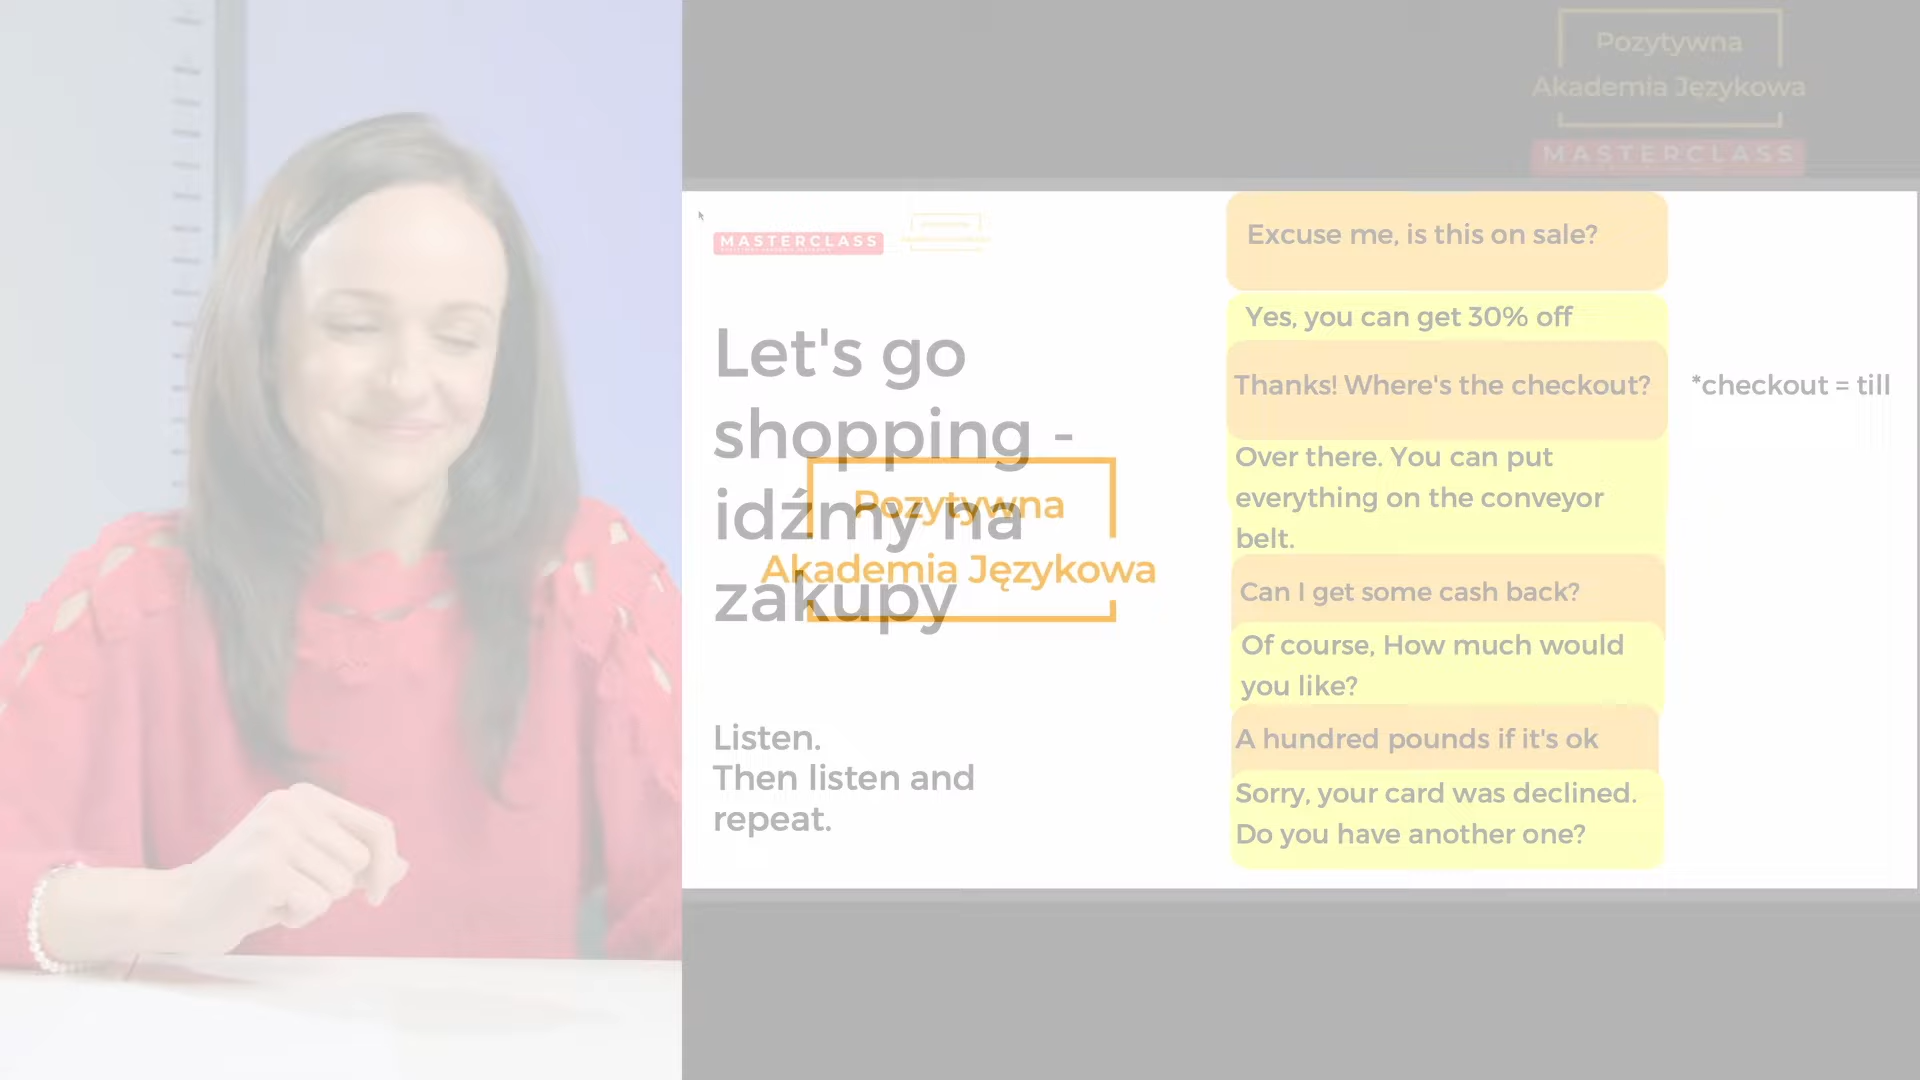 Pozytywna
Akademia Językowa
MASTERCLASS
MASTERCLASS
Let's go
shopping -
idźmy na
zakupy
Pozytywna
Akademia Językowa
Listen.
Then listen and
repeat.
Excuse me, is this on sale?
Yes, you can get 30% off
Thanks! Where's the checkout?
*checkout = till
Over there. You can put
everything on the conveyor
belt.
Can I get some cash back?
Of course, How much would
you like?
A hundred pounds if it's ok
Sorry, your card was declined.
Do you have another one?